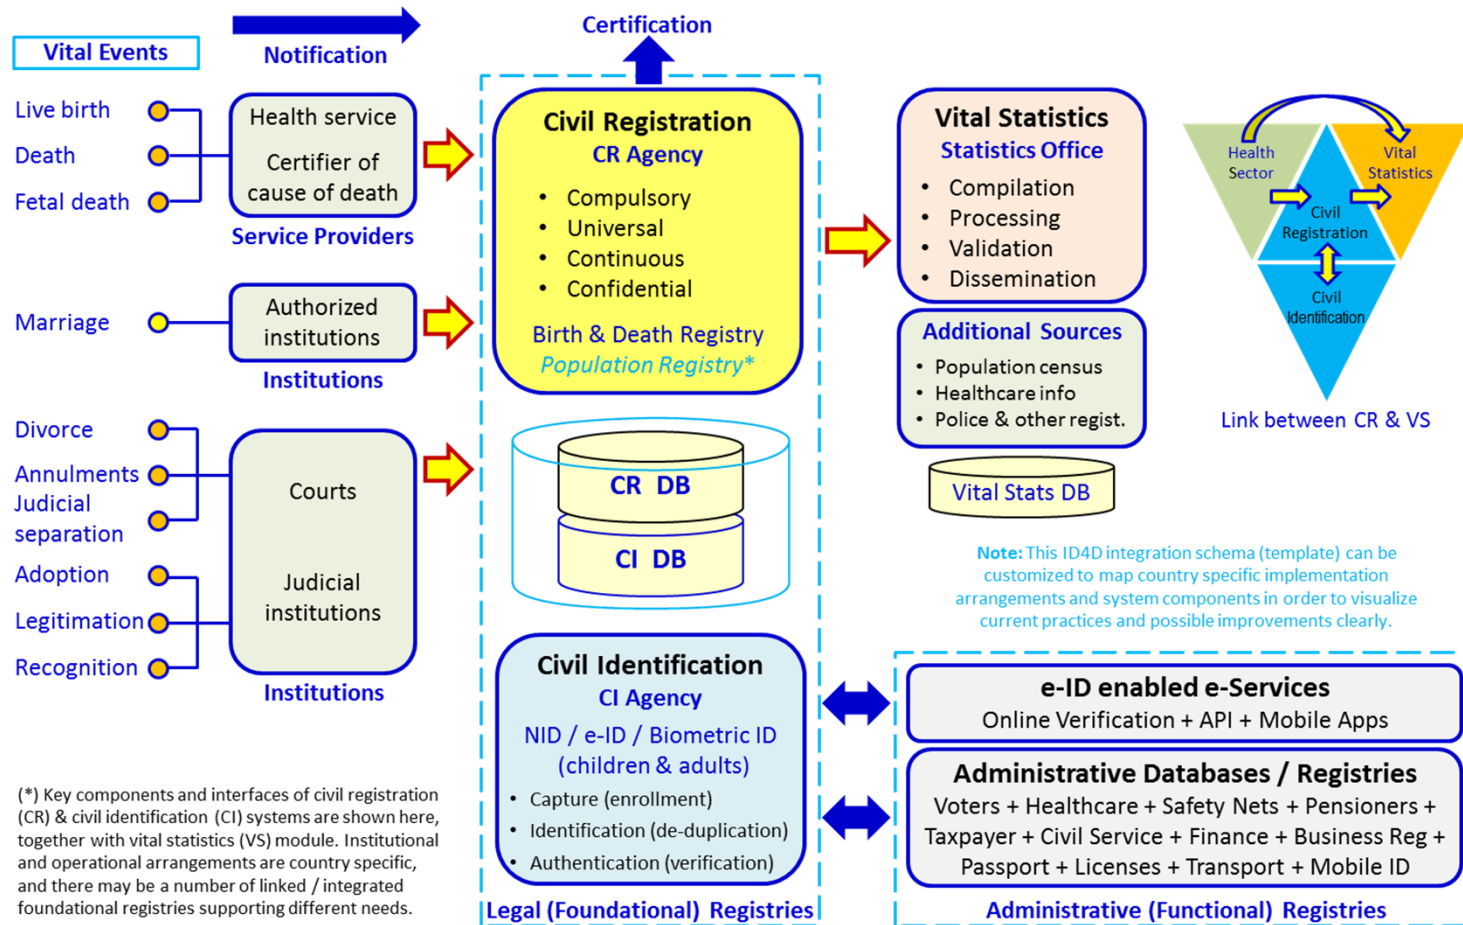 Vital Events
Notification
Certification
Live birth
Death
Fetal death
Health service
Certifier of
cause of death
Service Providers
Marriage
Authorized
institutions
Institutions
Divorce
Annulments
Judicial
separation
Adoption
Legitimation
Recognition
Courts
Judicial
institutions
Institutions
(*) Key components and interfaces of civil registration
(CR) & civil identification (CI) systems are shown here,
together with vital statistics (VS) module. Institutional
and operational arrangements are country specific,
and there may be a number of linked / integrated
foundational registries supporting different needs.
Civil Registration
CR Agency
• Compulsory
• Universal
• Continuous
• Confidential
Birth & Death Registry
Population Registry*
CR DB
CI DB
Civil Identification
CI Agency
NID / e-ID / Biometric ID
(children & adults)
• Capture (enrollment)
• Identification (de-duplication)
• Authentication (verification)
Legal (Foundational) Registries
Vital Statistics
Statistics Office
• Compilation
• Processing
• Validation
• Dissemination
Additional Sources
• Population census
• Healthcare info
• Police & other regist.
Vital Stats DB
Health
Sector
Vital
Statistics
Civil
Registration
Civil
Identification
Link between CR & VS
Note: This ID4D integration schema (template) can be
customized to map country specific implementation
arrangements and system components in order to visualize
current practices and possible improvements clearly.
e-ID enabled e-Services
Online Verification + API + Mobile Apps
Administrative Databases / Registries
Voters + Healthcare + Safety Nets + Pensioners +
Taxpayer + Civil Service + Finance + Business Reg +
Passport + Licenses + Transport + Mobile ID
Administrative (Functional) Registries